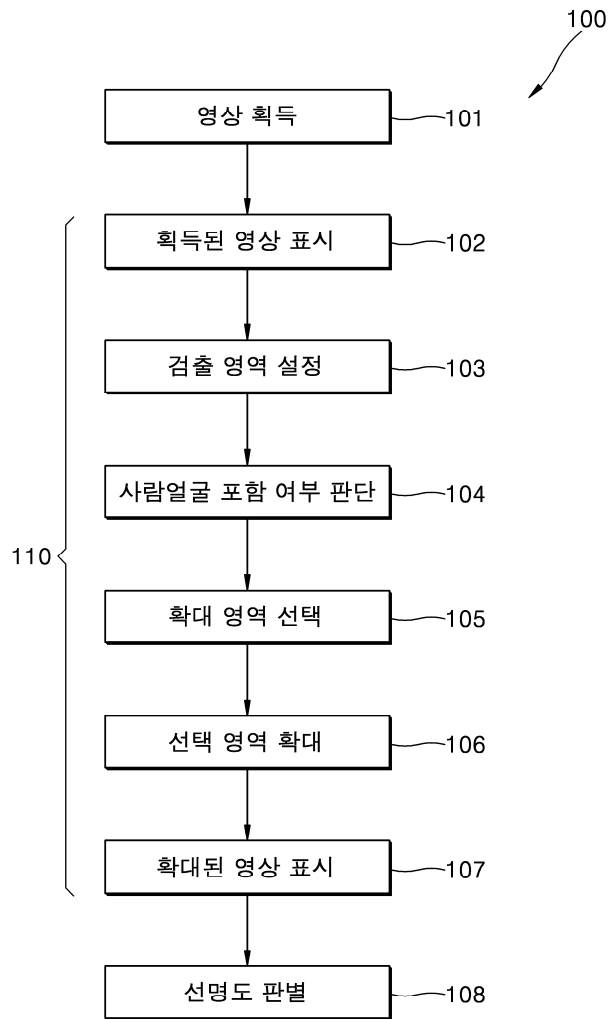 100
영상 획득
101
획득된 영상 표시
102
검출 영역 설정
103
사람얼굴 포함 여부 판단
104
110
확대 영역 선택
105
선택 영역 확대
106
확대된 영상 표시
107
선명도 판별
108